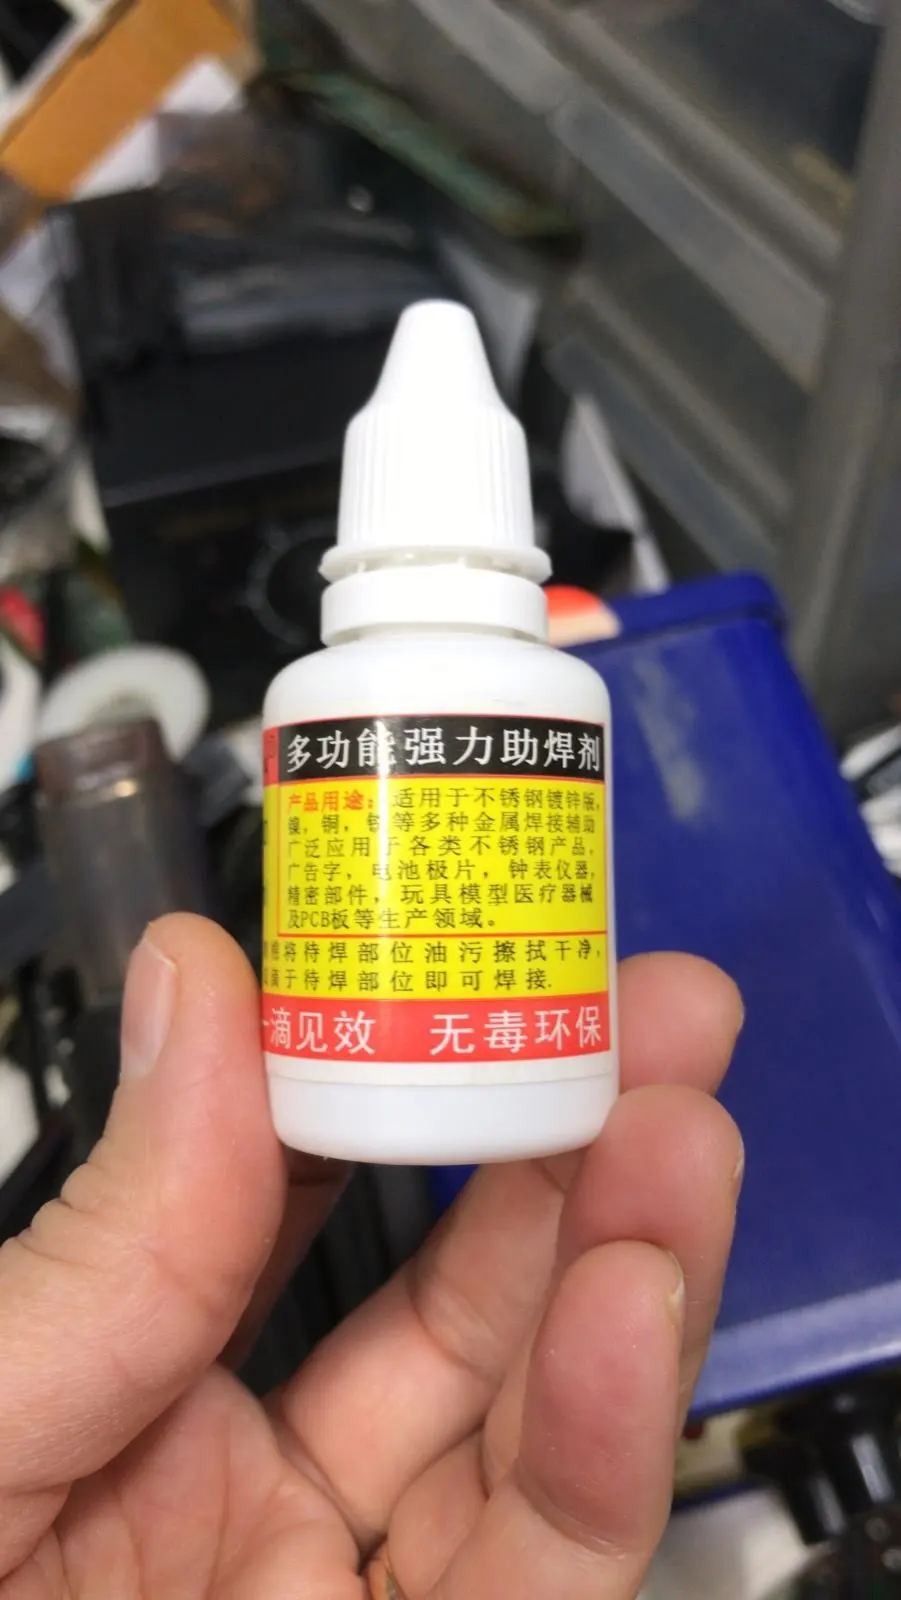 多功能强力助焊剂
产品用途：适用于不锈钢镀锌版，
镍，铜，铁等多种金属焊接辅助
广泛应用于各类不锈钢产品，
广告字，电池极片，钟表仪器，
精密部件，玩具模型医疗器械
及PCB板等生产领域。
将待焊部位油污擦拭干净，
滴于待焊部位即可焊接.
一滴见效 无毒环保